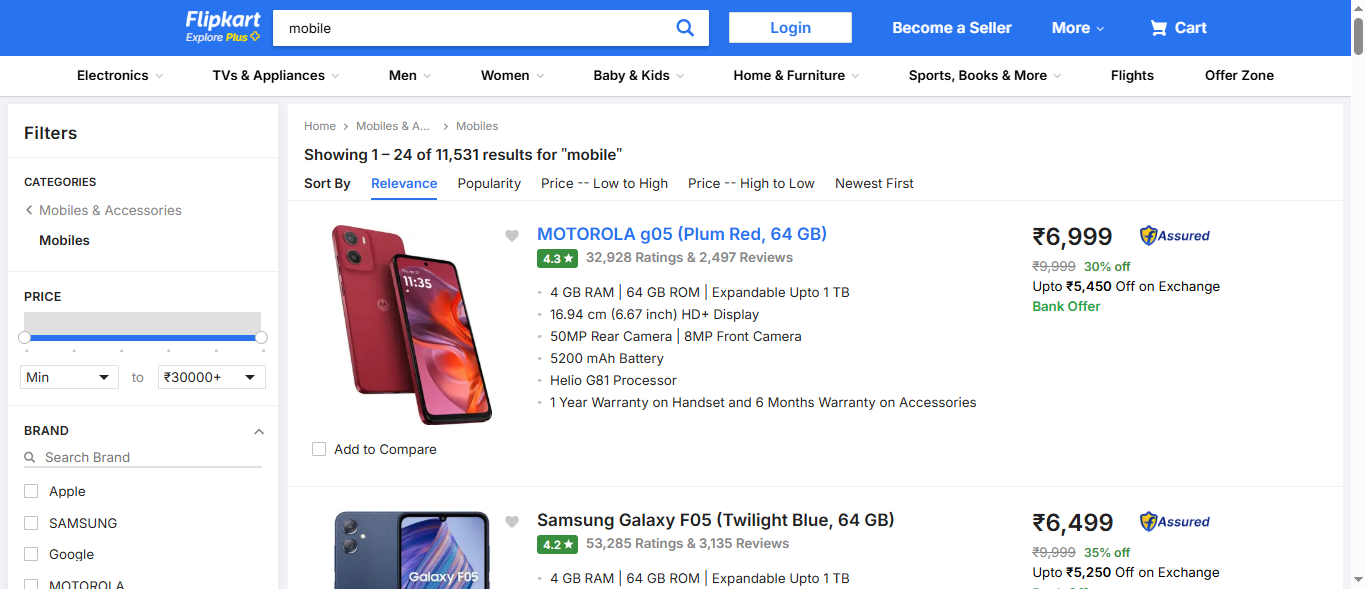 Flipkart
Explore Plus
mobile
Login
Become a Seller
More
Cart
Electronics
TVs & Appliances
Men
Women
Baby & Kids
Home & Furniture
Sports, Books & More
Flights
Offer Zone
Filters
CATEGORIES
Mobiles & Accessories
Mobiles
PRICE
Min
to
₹30000+
BRAND
Search Brand
Apple
SAMSUNG
Google
MOTOROLA
Home
Mobiles & A...
Mobiles
Showing 1 – 24 of 11,531 results for "mobile"
Sort By
Relevance
Popularity
Price -- Low to High
Price -- High to Low
Newest First
11:35
Add to Compare
MOTOROLA g05 (Plum Red, 64 GB)
4.3 ★ 32,928 Ratings & 2,497 Reviews
4 GB RAM | 64 GB ROM | Expandable Upto 1 TB
16.94 cm (6.67 inch) HD+ Display
50MP Rear Camera | 8MP Front Camera
5200 mAh Battery
Helio G81 Processor
1 Year Warranty on Handset and 6 Months Warranty on Accessories
₹6,999
Assured
₹9,999 30% off
Upto ₹5,450 Off on Exchange
Bank Offer
Galaxy F05
Samsung Galaxy F05 (Twilight Blue, 64 GB)
4.2 ★ 53,285 Ratings & 3,135 Reviews
4 GB RAM | 64 GB ROM | Expandable Upto 1 TB
₹6,499
Assured
₹9,999 35% off
Upto ₹5,250 Off on Exchange